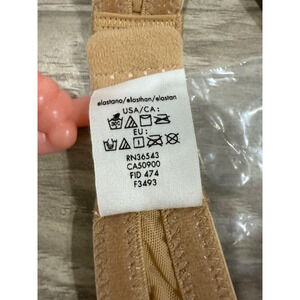 elastano/elasthan/elastan
USA/CA:
EU:
RN36543
CA50900
FID 474
F3493